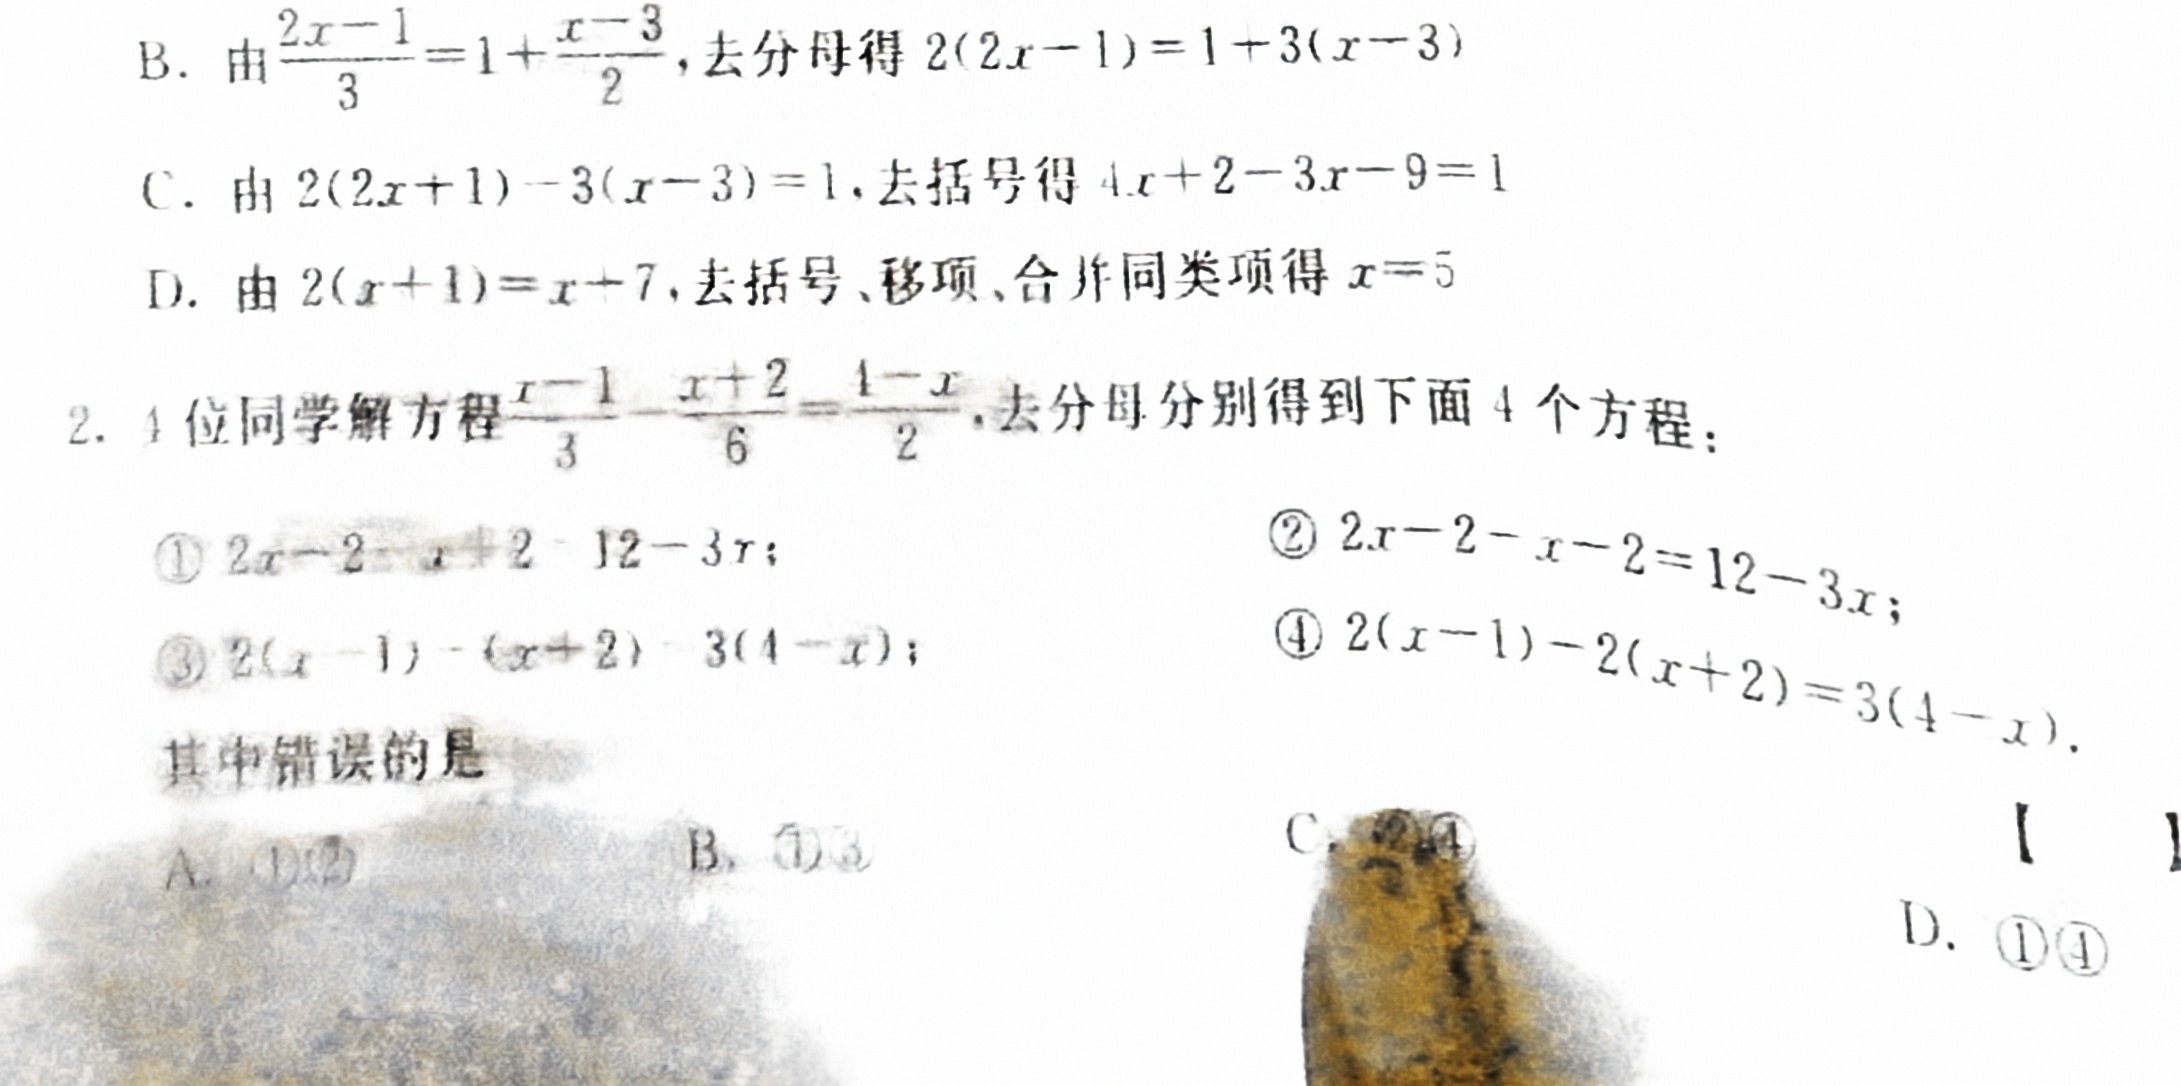 B. 由\frac{2x-1}{3}=1+\frac{x-3}{2},去分母得 2(2x-1)=1+3(x-3)
C. 由 2(2x+1)-3(x-3)=1,去括号得 4x+2-3x-9=1
D. 由 2(x+1)=x+7,去括号、移项、合并同类项得 x=5
2. 4 位同学解方程\frac{x-1}{3}-\frac{x+2}{6}=\frac{4-x}{2},去分母分别得到下面 4 个方程:
① 2x-2-x+2=12-3x;
② 2x-2-x-2=12-3x;
③ 2(x-1)-(x+2)=3(4-x);
④ 2(x-1)-2(x+2)=3(4-x).
其中错误的是
【 】
A. ①②
B. ①③
C. ②④
D. ①④